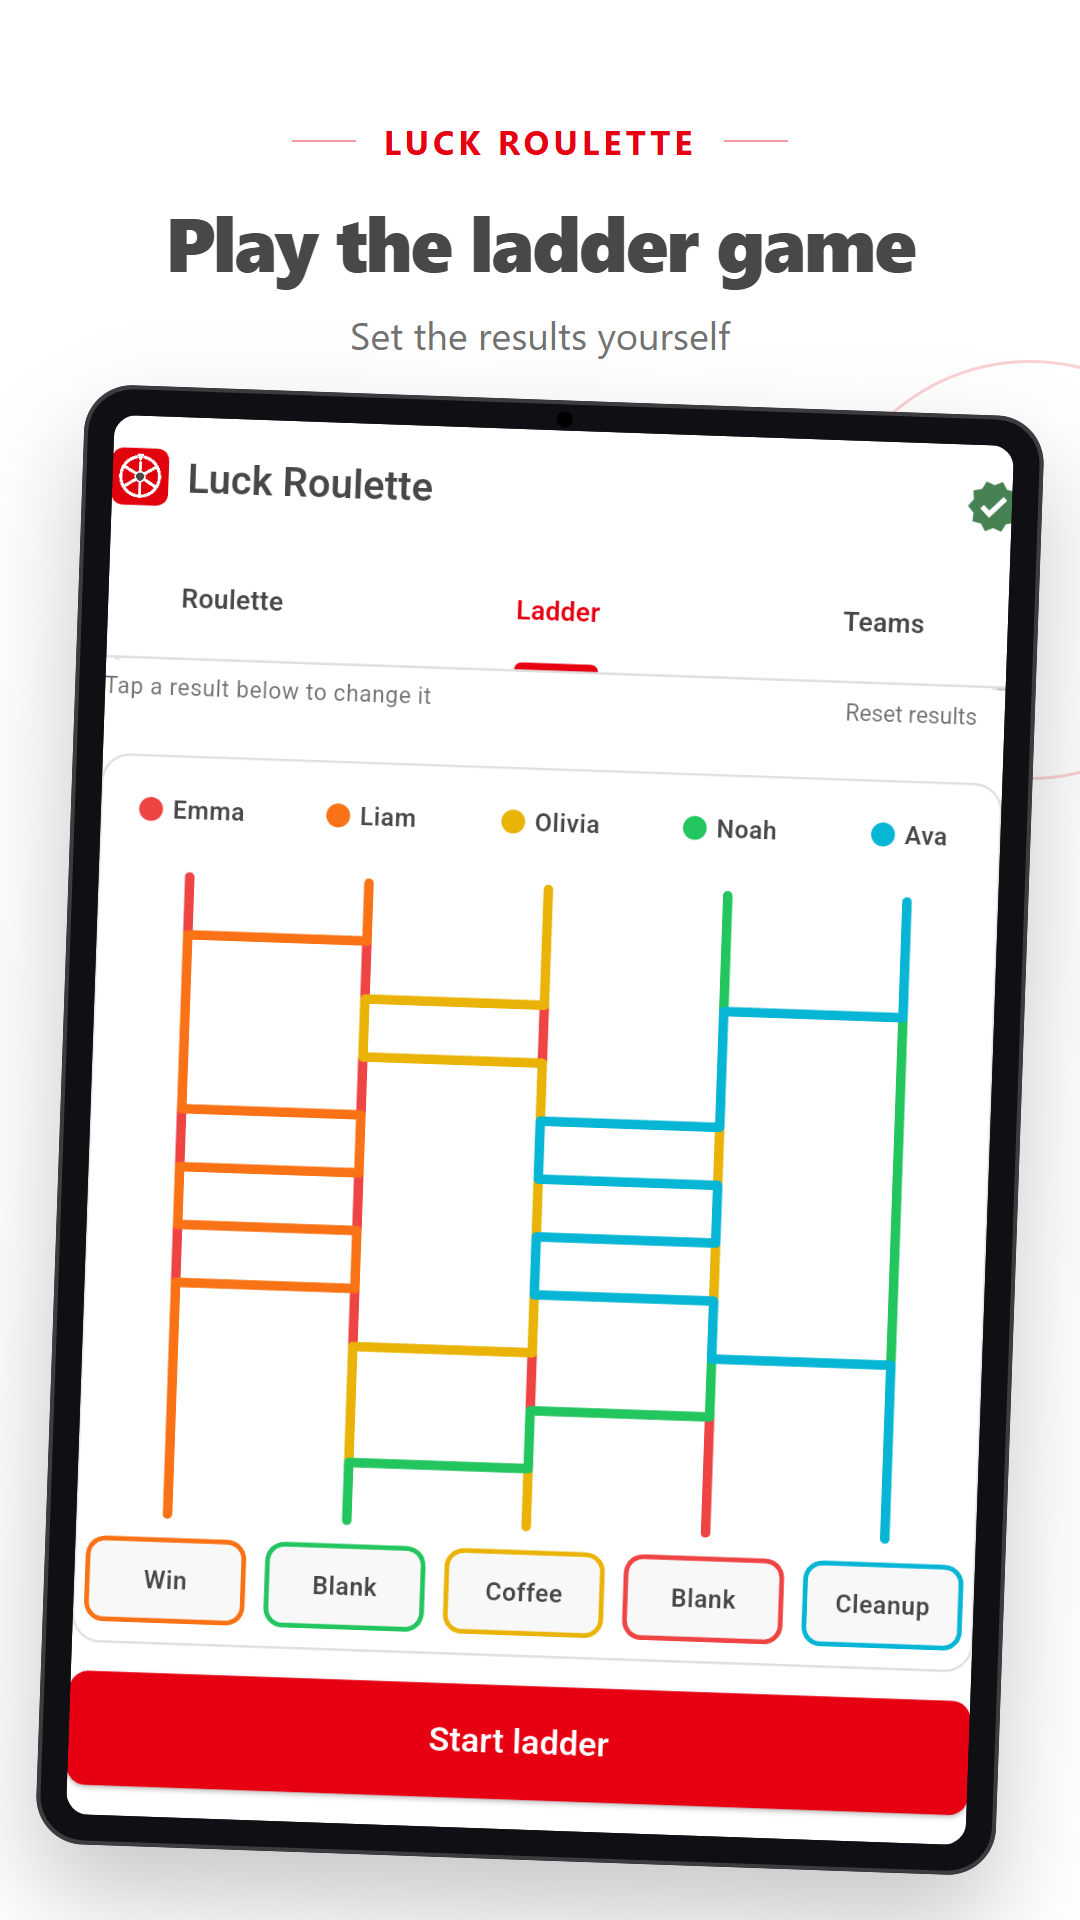 LUCK ROULETTE
Play the ladder game
Set the results yourself
Luck Roulette
Roulette Ladder Teams
Tap a result below to change it Reset results
Emma Liam Olivia Noah Ava
Win Blank Coffee Blank Cleanup
Start ladder